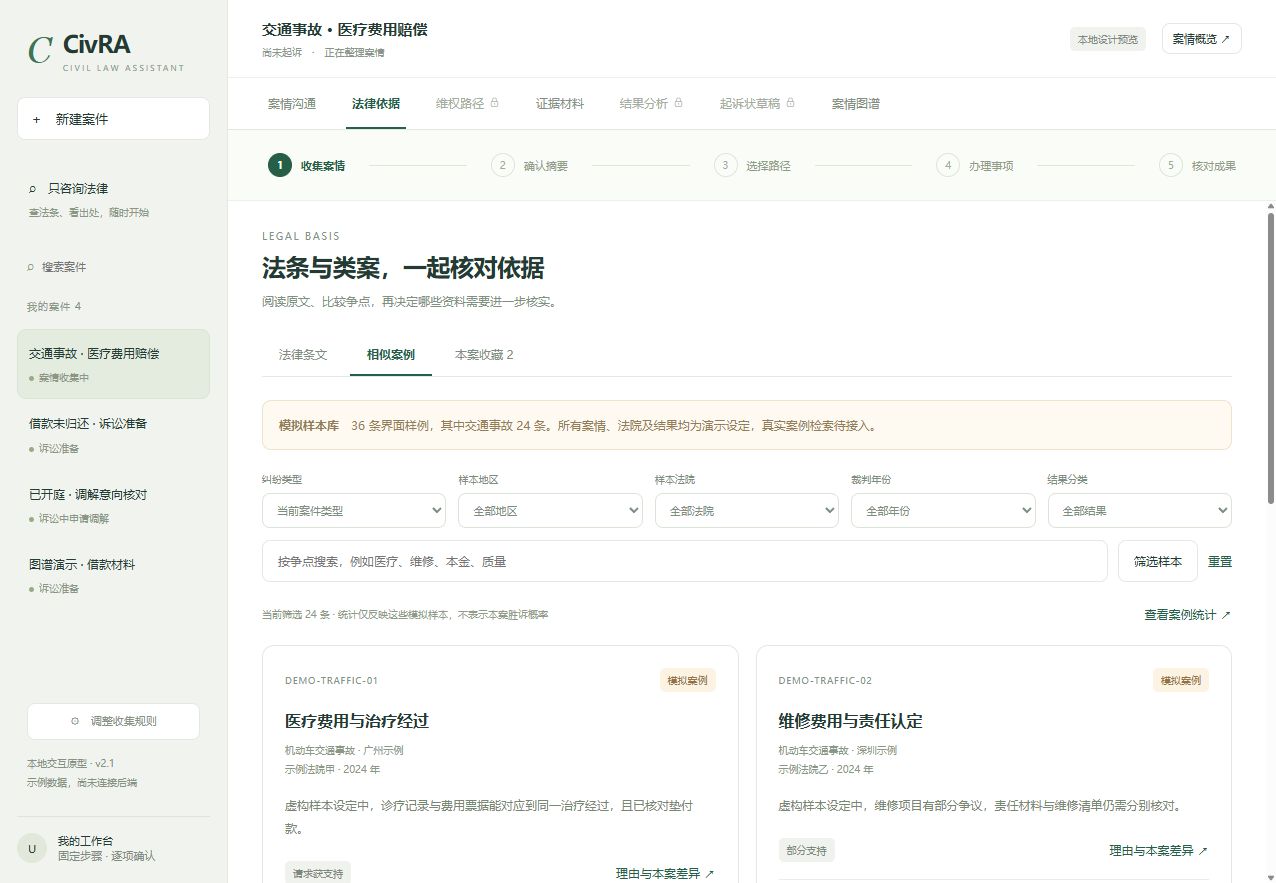 C CivRA
CIVIL LAW ASSISTANT
+ 新建案件
只咨询法律
查法条、看出处，随时开始
搜索案件
我的案件 4
交通事故 · 医疗费用赔偿
案情收集中
借款未归还 · 诉讼准备
诉讼准备
已开庭 · 调解意向核对
诉讼中申请调解
图谱演示 · 借款材料
诉讼准备
调整收集规则
本地交互原型 · v2.1
示例数据，尚未连接后端
U
我的工作台
固定步骤 · 逐项确认
交通事故 • 医疗费用赔偿
尚未起诉 · 正在整理案情
本地设计预览
案情概览 ↗
案情沟通 法律依据 维权路径 证据材料 结果分析 起诉状草稿 案情图谱
1 收集案情 2 确认摘要 3 选择路径 4 办理事项 5 核对成果
LEGAL BASIS
法条与类案，一起核对依据
阅读原文、比较争点，再决定哪些资料需要进一步核实。
法律条文 相似案例 本案收藏 2
模拟样本库 36 条界面样例，其中交通事故 24 条。所有案情、法院及结果均为演示设定，真实案例检索待接入。
纠纷类型 样本地区 样本法院 裁判年份 结果分类
当前案件类型 全部地区 全部法院 全部年份 全部结果
按争点搜索，例如医疗、维修、本金、质量
筛选样本
重置
当前筛选 24 条 · 统计仅反映这些模拟样本，不表示本案胜诉概率
查看案例统计 ↗
DEMO-TRAFFIC-01
模拟案例
医疗费用与治疗经过
机动车交通事故 · 广州示例
示例法院甲 · 2024 年
虚构样本设定中，诊疗记录与费用票据能对应到同一治疗经过，且已核对垫付
款。
请求获支持
理由与本案差异 ↗
DEMO-TRAFFIC-02
模拟案例
维修费用与责任认定
机动车交通事故 · 深圳示例
示例法院乙 · 2024 年
虚构样本设定中，维修项目有部分争议，责任材料与维修清单仍需分别核对。
部分支持
理由与本案差异 ↗